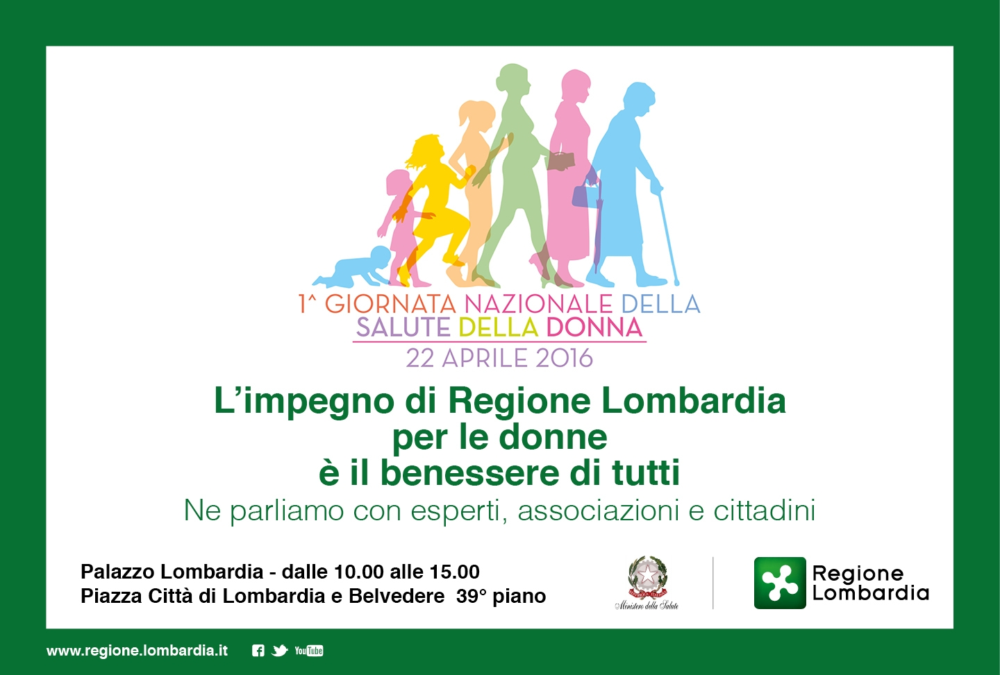 1^ GIORNATA NAZIONALE DELLA
SALUTE DELLA DONNA
22 APRILE 2016
L’impegno di Regione Lombardia
per le donne
è il benessere di tutti
Ne parliamo con esperti, associazioni e cittadini
Palazzo Lombardia - dalle 10.00 alle 15.00
Piazza Città di Lombardia e Belvedere 39° piano
REPVBBLICA ITALIANA
Ministero della Salute
Regione
Lombardia
www.regione.lombardia.it
YouTube